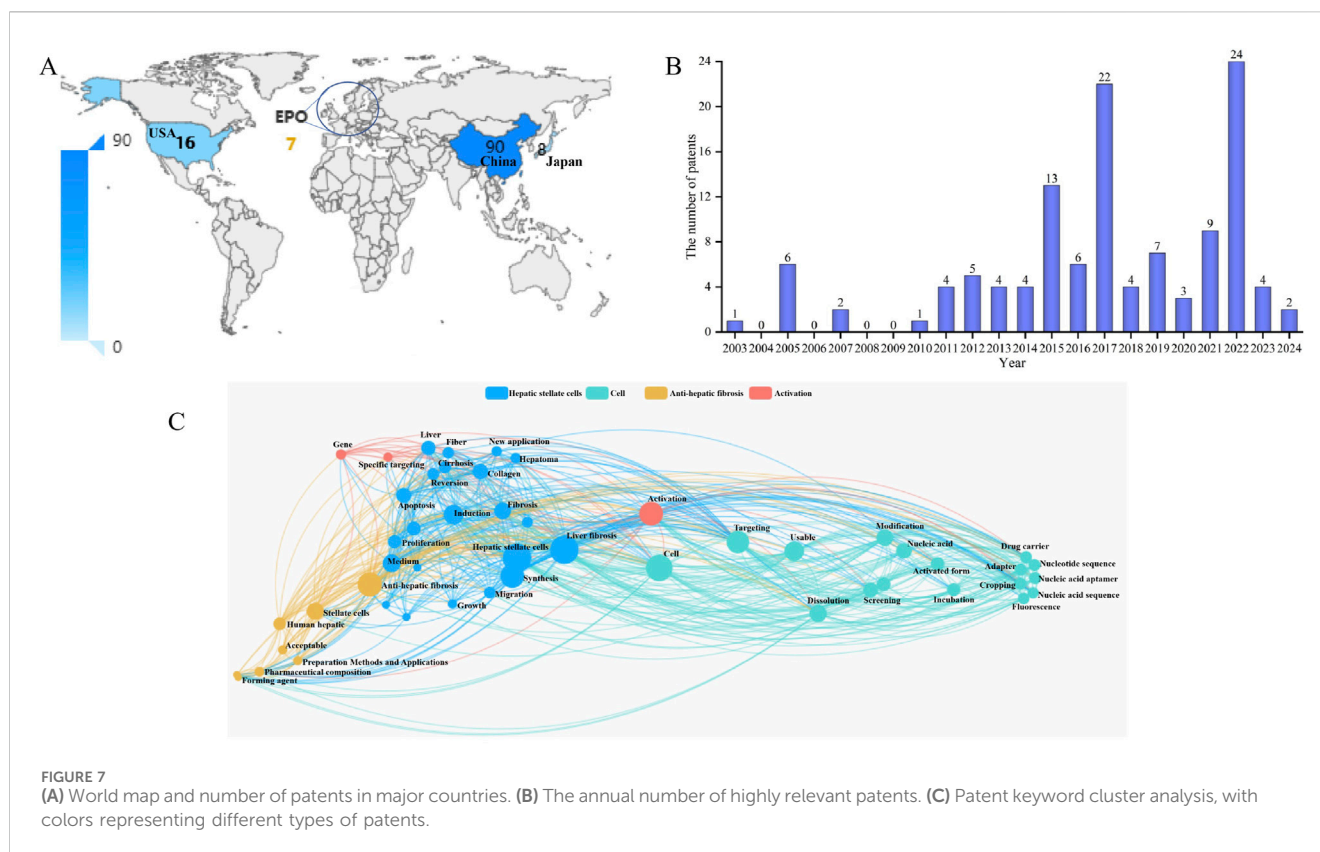 A
USA 16
EPO
7
90
China
8
Japan
90
0
B
The number of patents
24
20
16
12
8
4
0
1
0
6
0
2
0
0
1
4
5
4
4
13
6
22
4
7
3
9
24
4
2
2003 2004 2005 2006 2007 2008 2009 2010 2011 2012 2013 2014 2015 2016 2017 2018 2019 2020 2021 2022 2023 2024
Year
C
Hepatic stellate cells Cell Anti-hepatic fibrosis Activation
Gene
Specific targeting
Liver
Fiber
New application
Cirrhosis
Hepatoma
Reversion
Collagen
Apoptosis
Induction
Fibrosis
Activation
Proliferation
Hepatic stellate cells
Liver fibrosis
Medium
Synthesis
Anti-hepatic fibrosis
Migration
Growth
Stellate cells
Human hepatic
Acceptable
Preparation Methods and Applications
Pharmaceutical composition
Forming agent
Cell
Targeting
Usable
Modification
Nucleic acid
Activated form
Dissolution
Screening
Incubation
Drug carrier
Adapter
Nucleotide sequence
Cropping
Nucleic acid aptamer
Nucleic acid sequence
Fluorescence
FIGURE 7
(A) World map and number of patents in major countries. (B) The annual number of highly relevant patents. (C) Patent keyword cluster analysis, with
colors representing different types of patents.